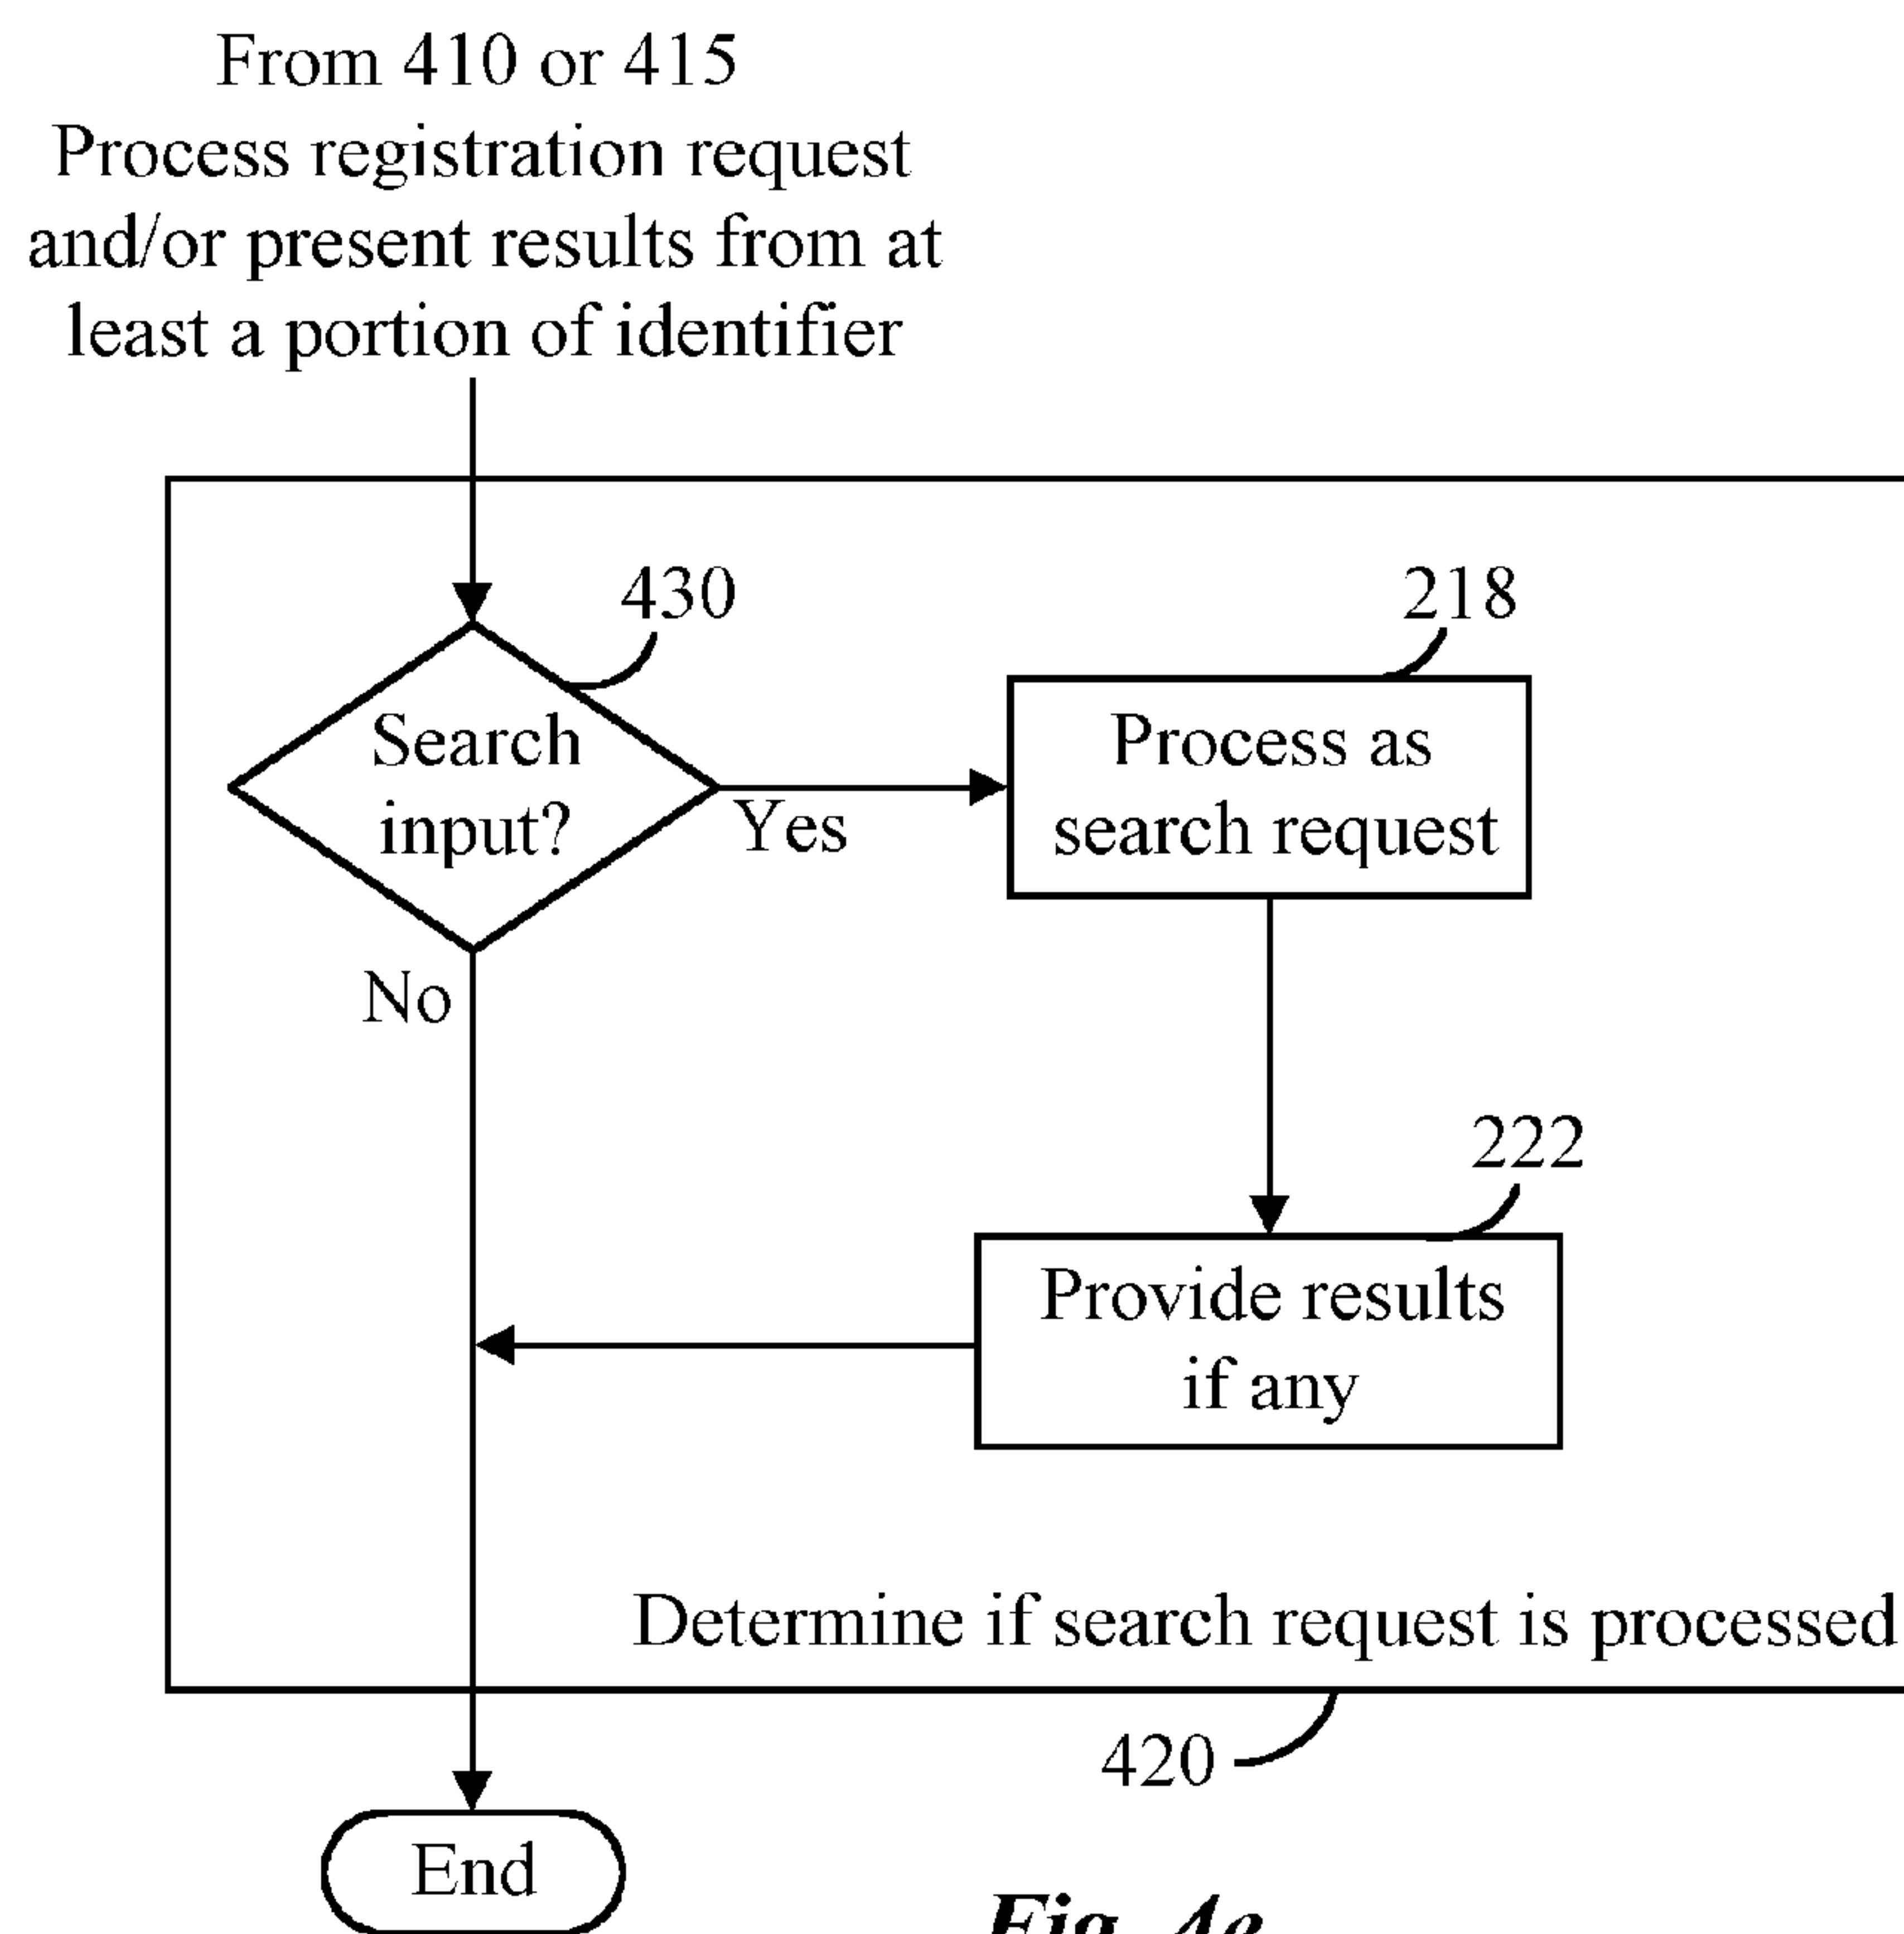 From 410 or 415
Process registration request
and/or present results from at
least a portion of identifier
430
218
Search
input?
Yes
Process as
search request
No
222
Provide results
if any
Determine if search request is processed
420
End
Fig. 4e